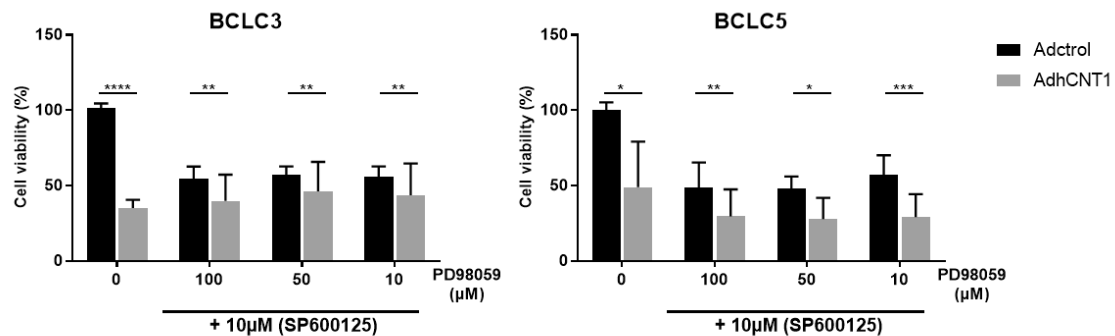 BCLC3
150
100
50
0
Cell viability (%)
****
**
**
**
0
100
50
10
PD98059
(µM)
+ 10µM (SP600125)
BCLC5
150
100
50
0
Cell viability (%)
*
**
*
***
0
100
50
10
PD98059
(µM)
+ 10µM (SP600125)
Adctrol
AdhCNT1